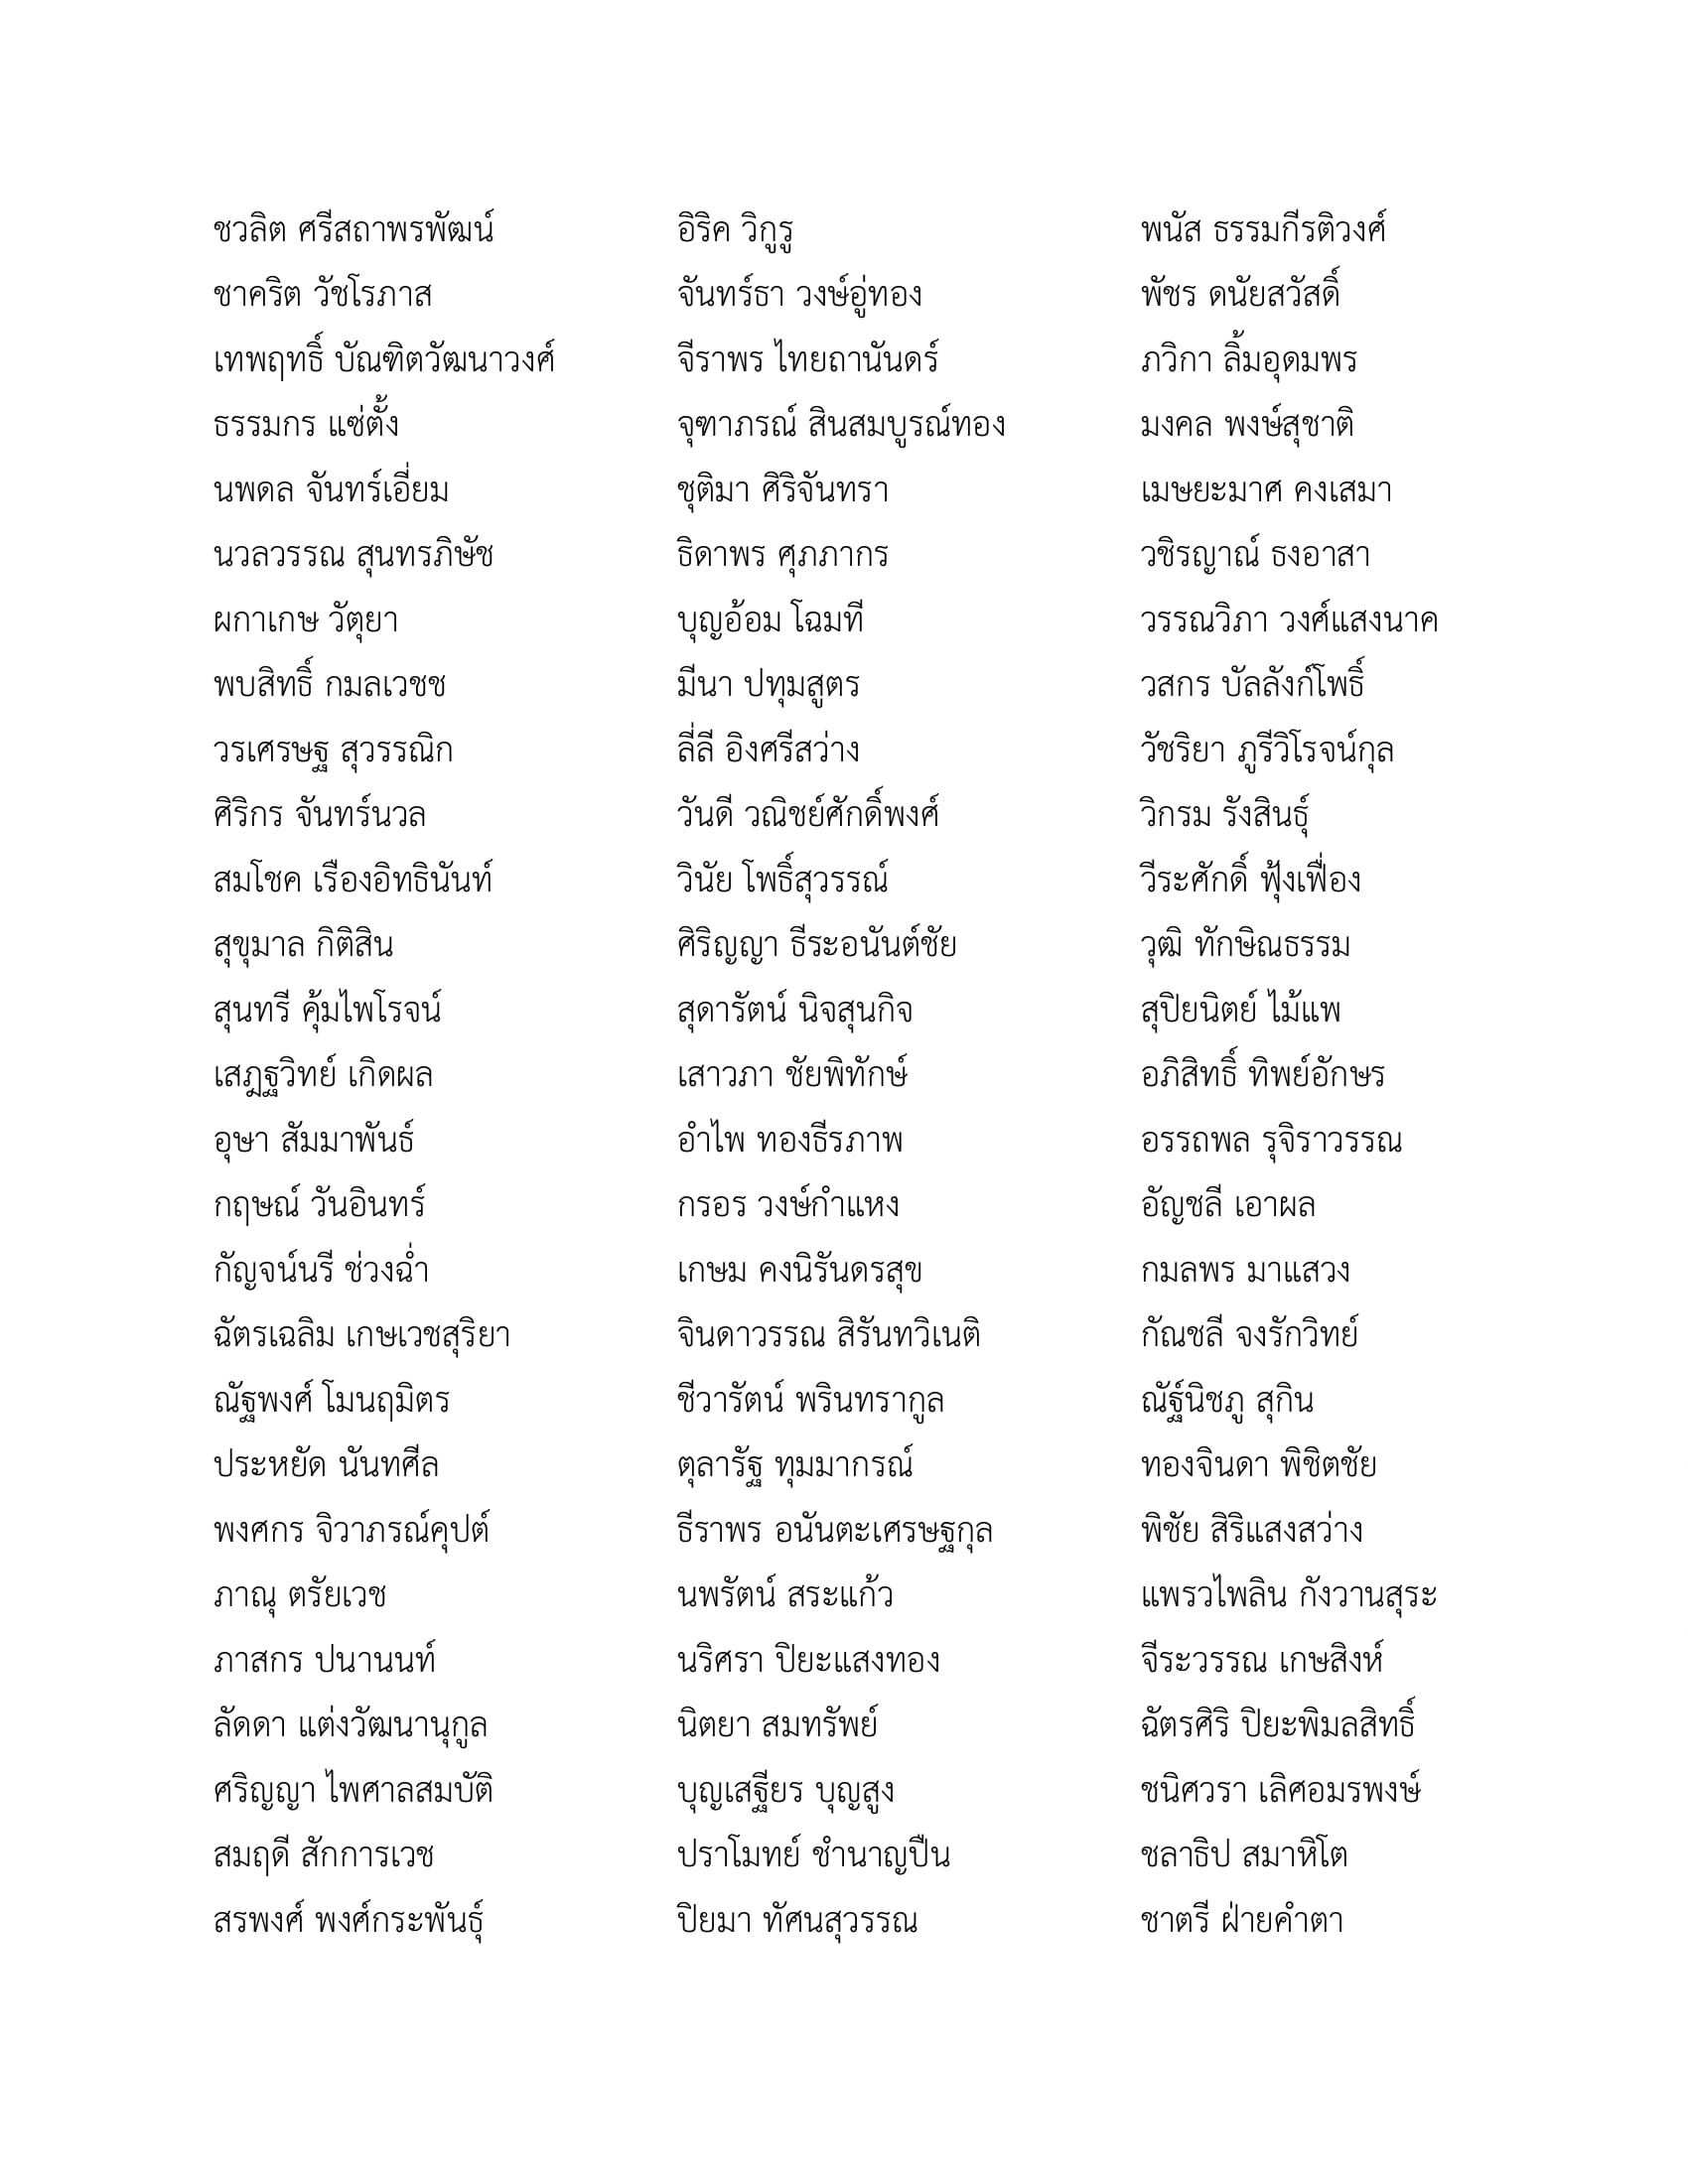 ชวลิต ศรีสถาพรพัฒน์
ชาคริต วัชโรภาส
เทพฤทธิ์ บัณฑิตวัฒนาวงศ์
ธรรมกร แซ่ตั้ง
นพดล จันทร์เอี่ยม
นวลวรรณ สุนทรภิษัช
ผกาเกษ วัตุยา
พบสิทธิ์ กมลเวชช
วรเศรษฐ สุวรรณิก
ศิริกร จันทร์นวล
สมโชค เรืองอิทธินันท์
สุขุมาล กิติสิน
สุนทรี คุ้มไพโรจน์
เสฎฐวิทย์ เกิดผล
อุษา สัมมาพันธ์
กฤษณ์ วันอินทร์
กัญจน์นรี ช่วงฉ่ำ
ฉัตรเฉลิม เกษเวชสุริยา
ณัฐพงศ์ โมนฤมิตร
ประหยัด นันทศีล
พงศกร จิวาภรณ์คุปต์
ภาณุ ตรัยเวช
ภาสกร ปนานนท์
ลัดดา แต่งวัฒนานุกูล
ศริญญา ไพศาลสมบัติ
สมฤดี สักการเวช
สรพงศ์ พงศ์กระพันธุ์
อิริค วิกูรู
จันทร์ธา วงษ์อู่ทอง
จีราพร ไทยถานันดร์
จุฑาภรณ์ สินสมบูรณ์ทอง
ชุติมา ศิริจันทรา
ธิดาพร ศุภภากร
บุญอ้อม โฉมที
มีนา ปทุมสูตร
ลี่ลี อิงศรีสว่าง
วันดี วณิชย์ศักดิ์พงศ์
วินัย โพธิ์สุวรรณ์
ศิริญญา ธีระอนันต์ชัย
สุดารัตน์ นิจสุนกิจ
เสาวภา ชัยพิทักษ์
อำไพ ทองธีรภาพ
กรอร วงษ์กำแหง
เกษม คงนิรันดรสุข
จินดาวรรณ สิรันทวิเนติ
ชีวารัตน์ พรินทรากูล
ตุลารัฐ ทุมมากรณ์
ธีราพร อนันตะเศรษฐกุล
นพรัตน์ สระแก้ว
นริศรา ปิยะแสงทอง
นิตยา สมทรัพย์
บุญเสฐียร บุญสูง
ปราโมทย์ ชำนาญปืน
ปิยมา ทัศนสุวรรณ
พนัส ธรรมกีรติวงศ์
พัชร ดนัยสวัสดิ์
ภวิกา ลิ้มอุดมพร
มงคล พงษ์สุชาติ
เมษยะมาศ คงเสมา
วชิรญาณ์ ธงอาสา
วรรณวิภา วงศ์แสงนาค
วสกร บัลลังก์โพธิ์
วัชริยา ภูรีวิโรจน์กุล
วิกรม รังสินธุ์
วีระศักดิ์ ฟุ้งเฟื่อง
วุฒิ ทักษิณธรรม
สุปิยนิตย์ ไม้แพ
อภิสิทธิ์ ทิพย์อักษร
อรรถพล รุจิราวรรณ
อัญชลี เอาผล
กมลพร มาแสวง
กัณชลี จงรักวิทย์
ณัฐ์นิชภู สุกิน
ทองจินดา พิชิตชัย
พิชัย สิริแสงสว่าง
แพรวไพลิน กังวานสุระ
จีระวรรณ เกษสิงห์
ฉัตรศิริ ปิยะพิมลสิทธิ์
ชนิศวรา เลิศอมรพงษ์
ชลาธิป สมาหิโต
ชาตรี ฝ่ายคำตา